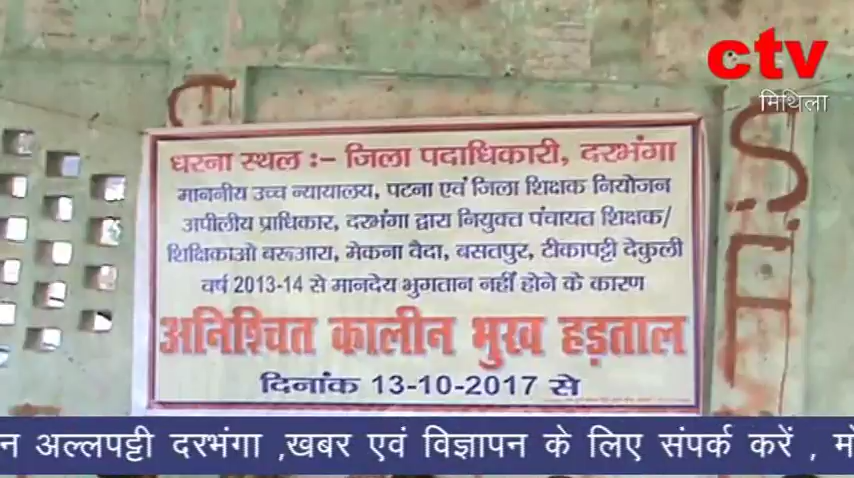 ctv
मिथिला
धरना स्थल :- जिला पदाधिकारी, दरभंगा
माननीय उच्च न्यायालय, पटना एवं जिला शिक्षक नियोजन
अपीलीय प्राधिकार, दरभंगा द्वारा नियुक्त पंचायत शिक्षक/
शिक्षिकाओ बरूआरा, मेकना वैदा, बसतपुर, टीकापट्टी देकुली
वर्ष 2013-14 से मानदेय भुगतान नहीं होने के कारण
अनिश्चित कालीन भुख हड़ताल
दिनांक 13-10-2017 से
न अल्लपट्टी दरभंगा ,खबर एवं विज्ञापन के लिए संपर्क करें , मो